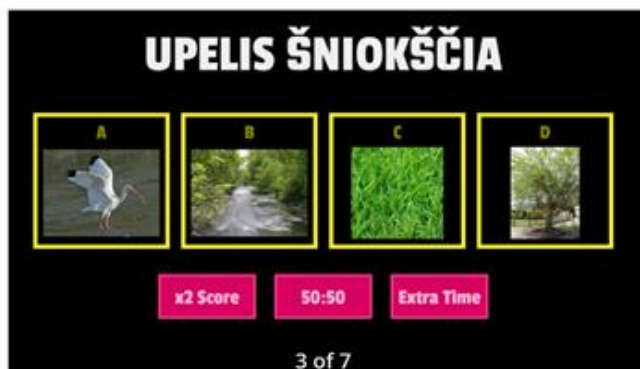 UPELIS ŠNIOKŠČIA
A B C D
x2 Score 50:50 Extra Time
3 of 7